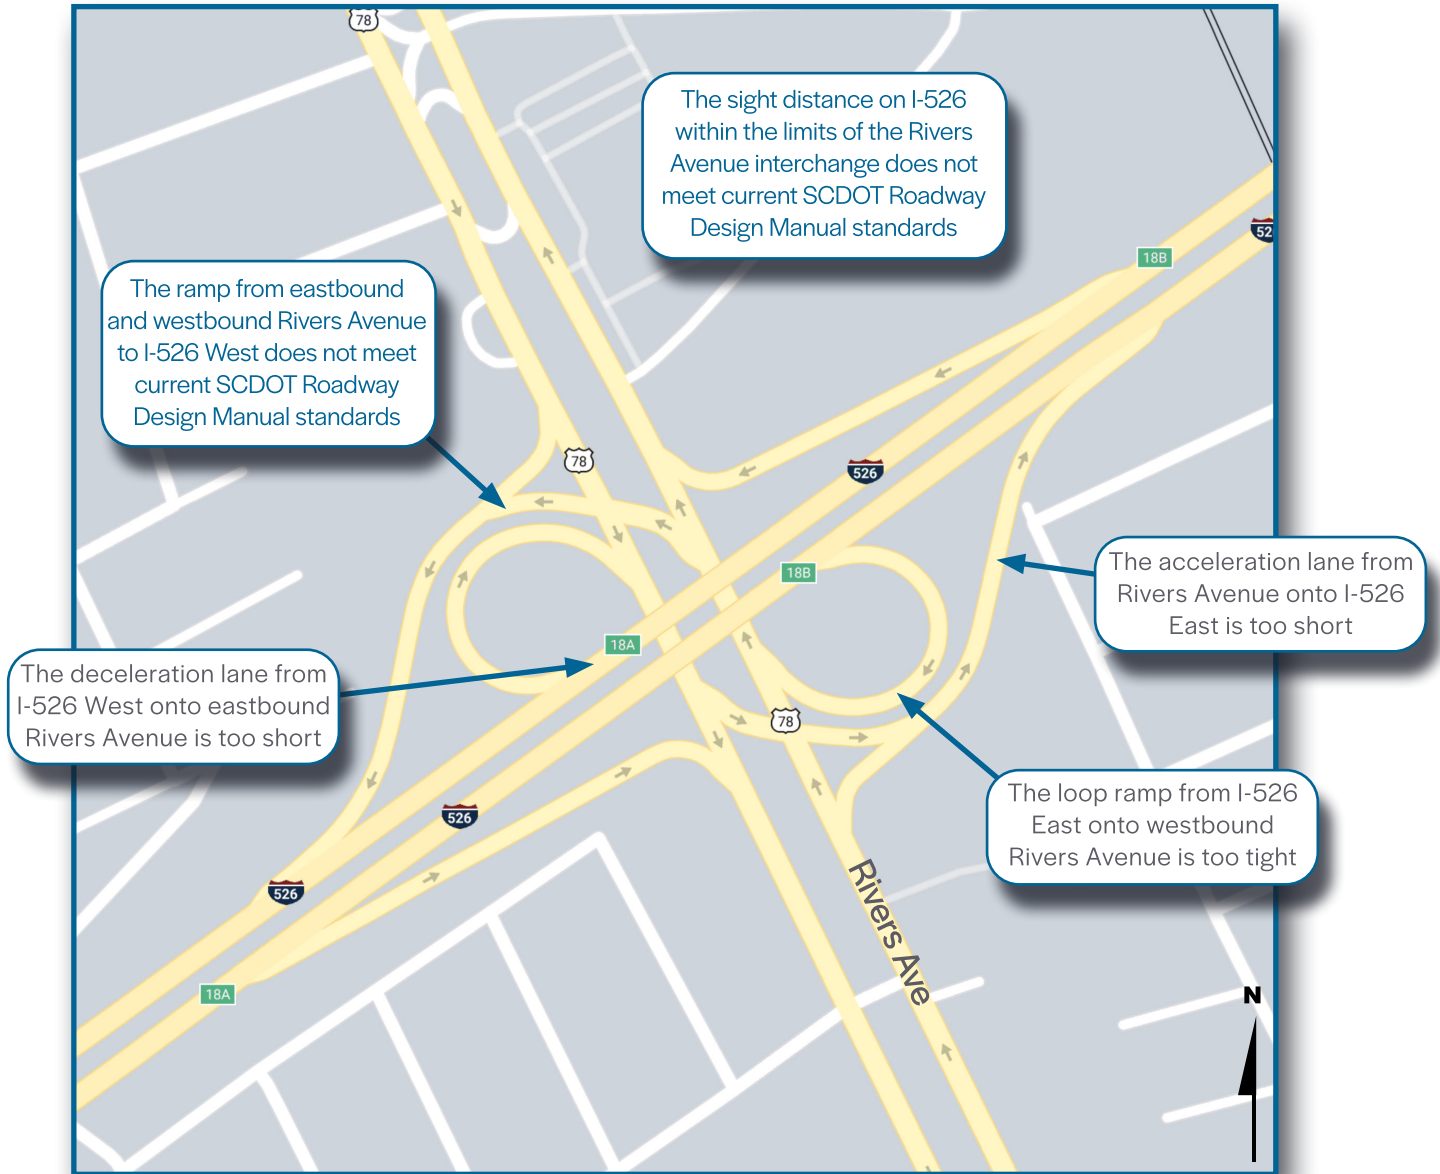 78
The sight distance on I-526
within the limits of the Rivers
Avenue interchange does not
meet current SCDOT Roadway
Design Manual standards
52
18B
The ramp from eastbound
and westbound Rivers Avenue
to I-526 West does not meet
current SCDOT Roadway
Design Manual standards
78
526
The acceleration lane from
Rivers Avenue onto I-526
East is too short
18B
18A
The deceleration lane from
I-526 West onto eastbound
Rivers Avenue is too short
78
The loop ramp from I-526
East onto westbound
Rivers Avenue is too tight
526
526
Rivers Ave
18A
N